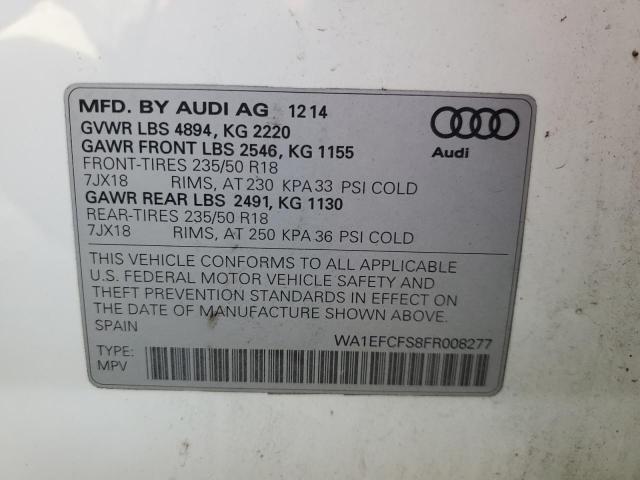 MFD. BY AUDI AG 12 14
GVWR LBS 4894, KG 2220
GAWR FRONT LBS 2546, KG 1155
FRONT-TIRES 235/50 R18
7JX18 RIMS, AT 230 KPA 33 PSI COLD
GAWR REAR LBS 2491, KG 1130
REAR-TIRES 235/50 R18
7JX18 RIMS, AT 250 KPA 36 PSI COLD
Audi
THIS VEHICLE CONFORMS TO ALL APPLICABLE
U.S. FEDERAL MOTOR VEHICLE SAFETY AND
THEFT PREVENTION STANDARDS IN EFFECT ON
THE DATE OF MANUFACTURE SHOWN ABOVE.
SPAIN
WA1EFCFS8FR008277
TYPE:
MPV